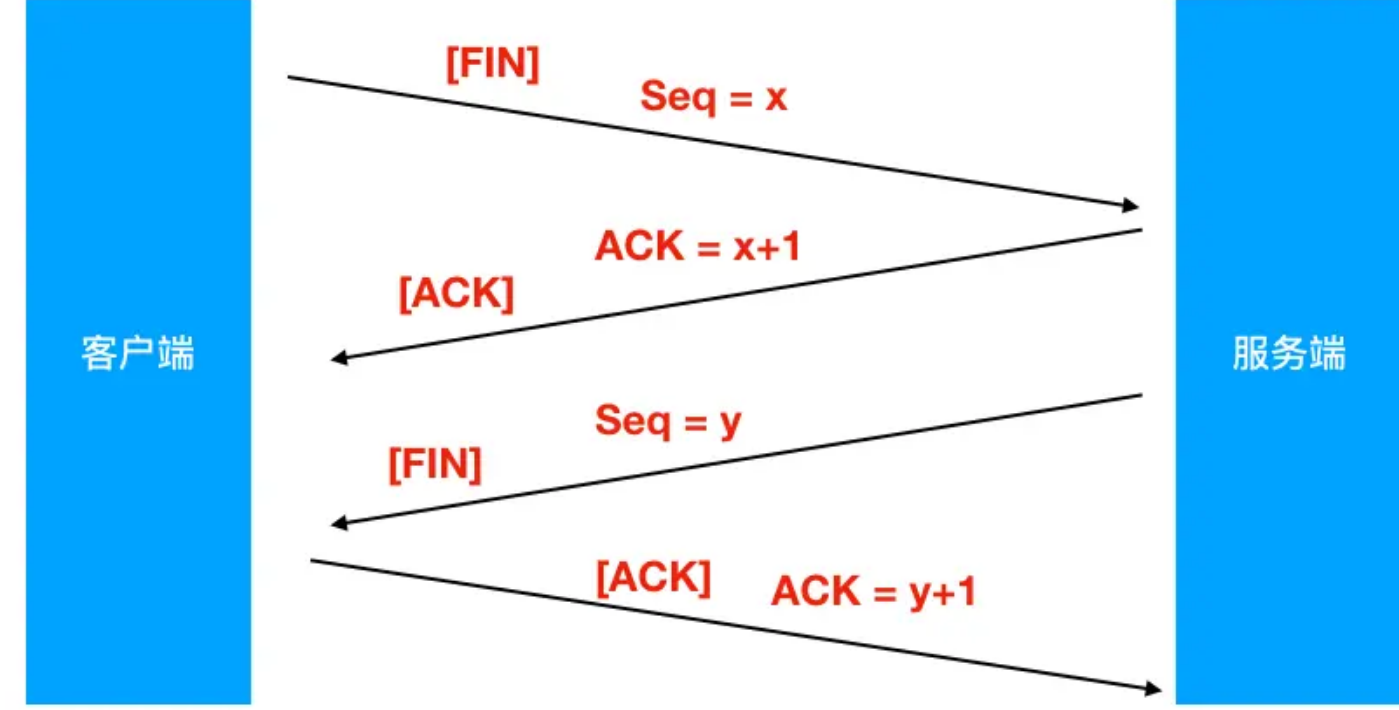 [FIN]
Seq = x
ACK = x+1
[ACK]
客户端
服务端
Seq = y
[FIN]
[ACK]
ACK = y+1